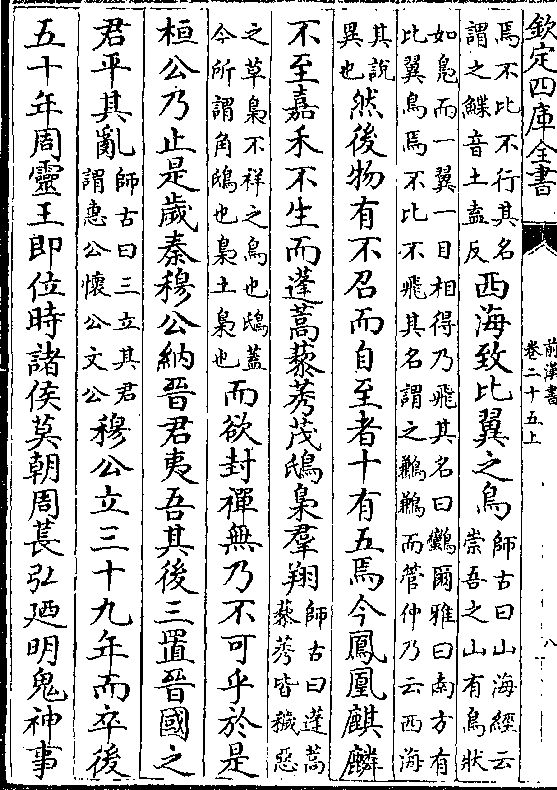 欽定四庫全書
前漢書
卷二十五上
八
焉不比不行其名
謂之鰈音土盍反
西海致比翼之鳥
師古曰山海經云
崇吾之山有鳥狀
如鳧而一翼一目相得乃飛其名曰蠻爾雅曰南方有
比翼鳥焉不比不飛其名謂之鶼鶼而管仲乃云西海
其說
異也
然後物有不召而自至者十有五焉今鳳凰麒麟
不至嘉禾不生而蓬蒿藜莠茂鴟梟羣翔
師古曰蓬蒿
藜莠皆穢惡
之草梟不祥之鳥也鴟蓋
今所謂角鴟也梟土梟也
而欲封禪無乃不可乎於是
桓公乃止是歲秦穆公納晉君夷吾其後三置晉國之
君平其亂
師古曰三立其君
謂惠公懷公文公
穆公立三十九年而卒後
五十年周靈王即位時諸侯莫朝周萇弘廼明鬼神事